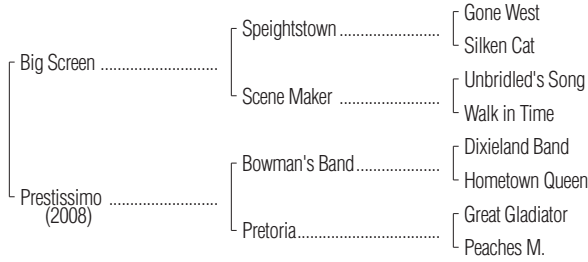 Gone West
Speightstown
Silken Cat
Big Screen
Unbridled's Song
Scene Maker
Walk in Time
Dixieland Band
Bowman's Band
Hometown Queen
Prestissimo
(2008)
Great Gladiator
Pretoria
Peaches M.